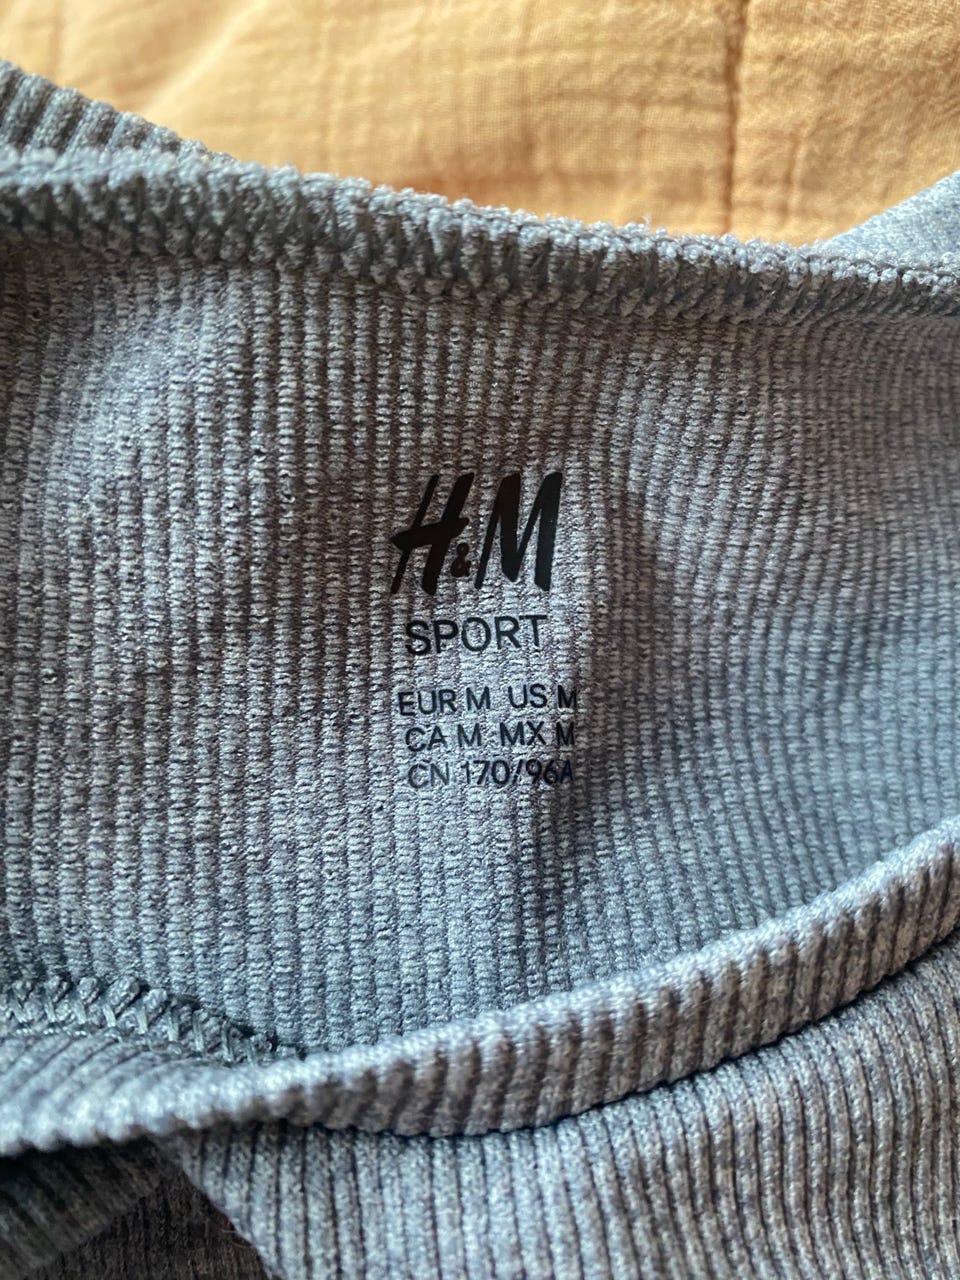 H&M
SPORT
EUR M US M
CA M MX M
CN 170/96A